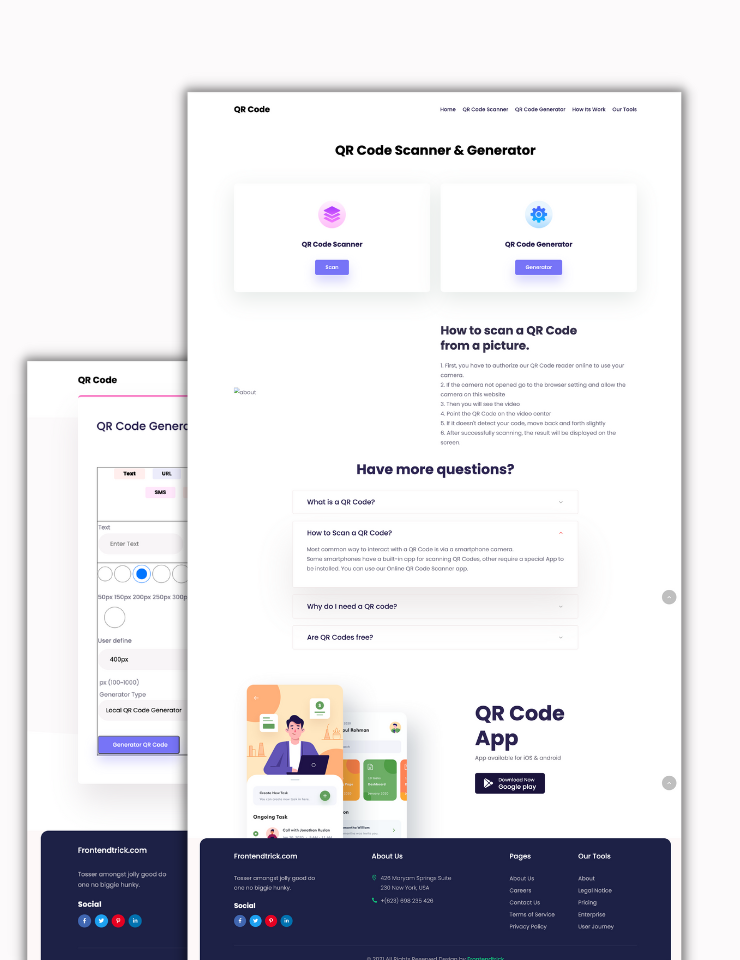 QR Code
Home QR Code Scanner QR Code Generator How its Work Our Tools
QR Code Scanner & Generator
QR Code Scanner
Scan
QR Code Generator
Generator
about
How to scan a QR Code
from a picture.
1. First, you have to authorize our QR Code reader online to use your
camera.
2. If the camera not opened go to the browser setting and allow the
camera on this website
3. Then you will see the video
4. Point the QR Code on the video center
5. If it doesn't detect your code, move back and forth slightly
6. After successfully scanning, the result will be displayed on the
screen.
Have more questions?
What is a QR Code?
How to Scan a QR Code?
Most common way to interact with a QR Code is via a smartphone camera.
Some smartphones have a built-in app for scanning QR Codes, other require a special App to
be installed. You can use our Online QR Code Scanner app.
Why do I need a QR code?
Are QR Codes free?
Create New Task
Ongoing Task
Call with Jonathan Rudan
Rahman
QR Code
App
App available for iOS & android
Download Now
Google play
Frontendtrick.com
Tosser amongst jolly good do
one no biggie hunky.
Social
About Us
426 Maryam Springs Suite
230 New York, USA
+(623) 698 235 426
Pages
About Us
Careers
Contact Us
Terms of Service
Privacy Policy
Our Tools
About
Legal Notice
Pricing
Enterprise
User Journey
© 2021 All Rights Reserved Design by Frontendtrick
QR Code
QR Code Genera
Text URL
SMS
Text
Enter Text
50px 150px 200px 250px 300p
User define
400px
px (100-1000)
Generator Type
Local QR Code Generator
Generator QR Code
Frontendtrick.com
Tosser amongst jolly good do
one no biggie hunky.
Social